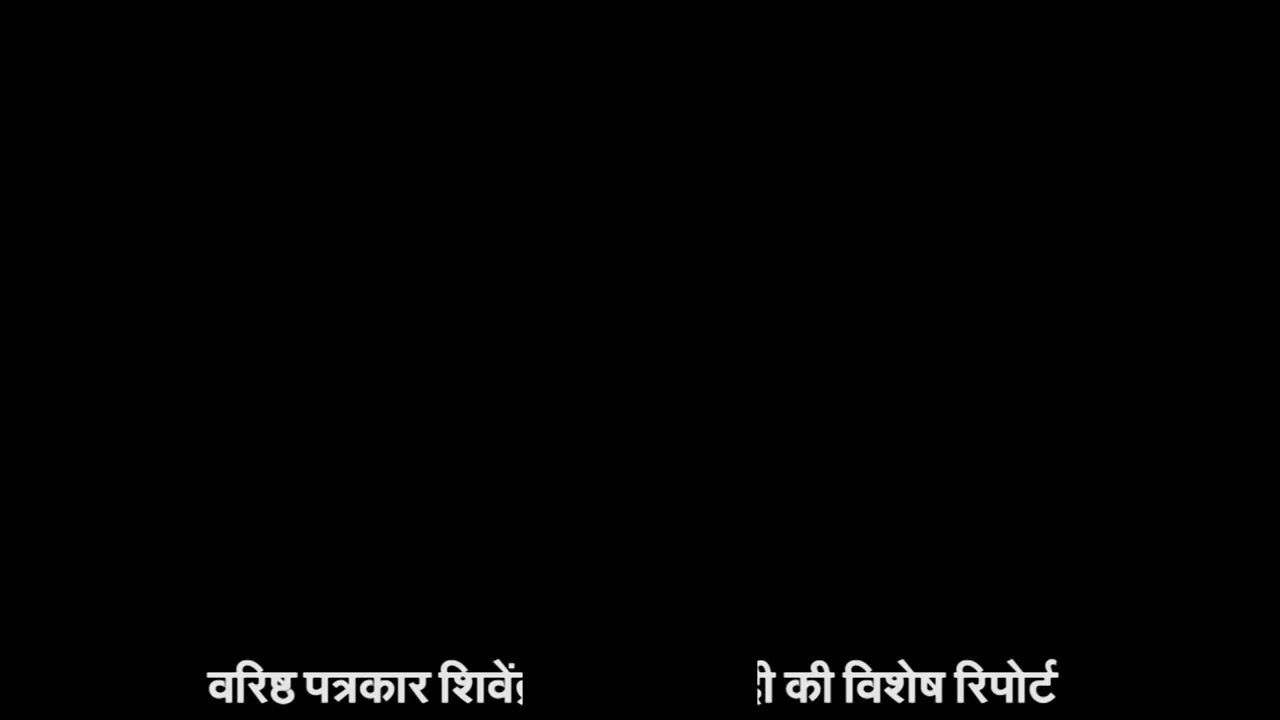 वरिष्ठ पत्रकार की विशेष रिपोर्ट